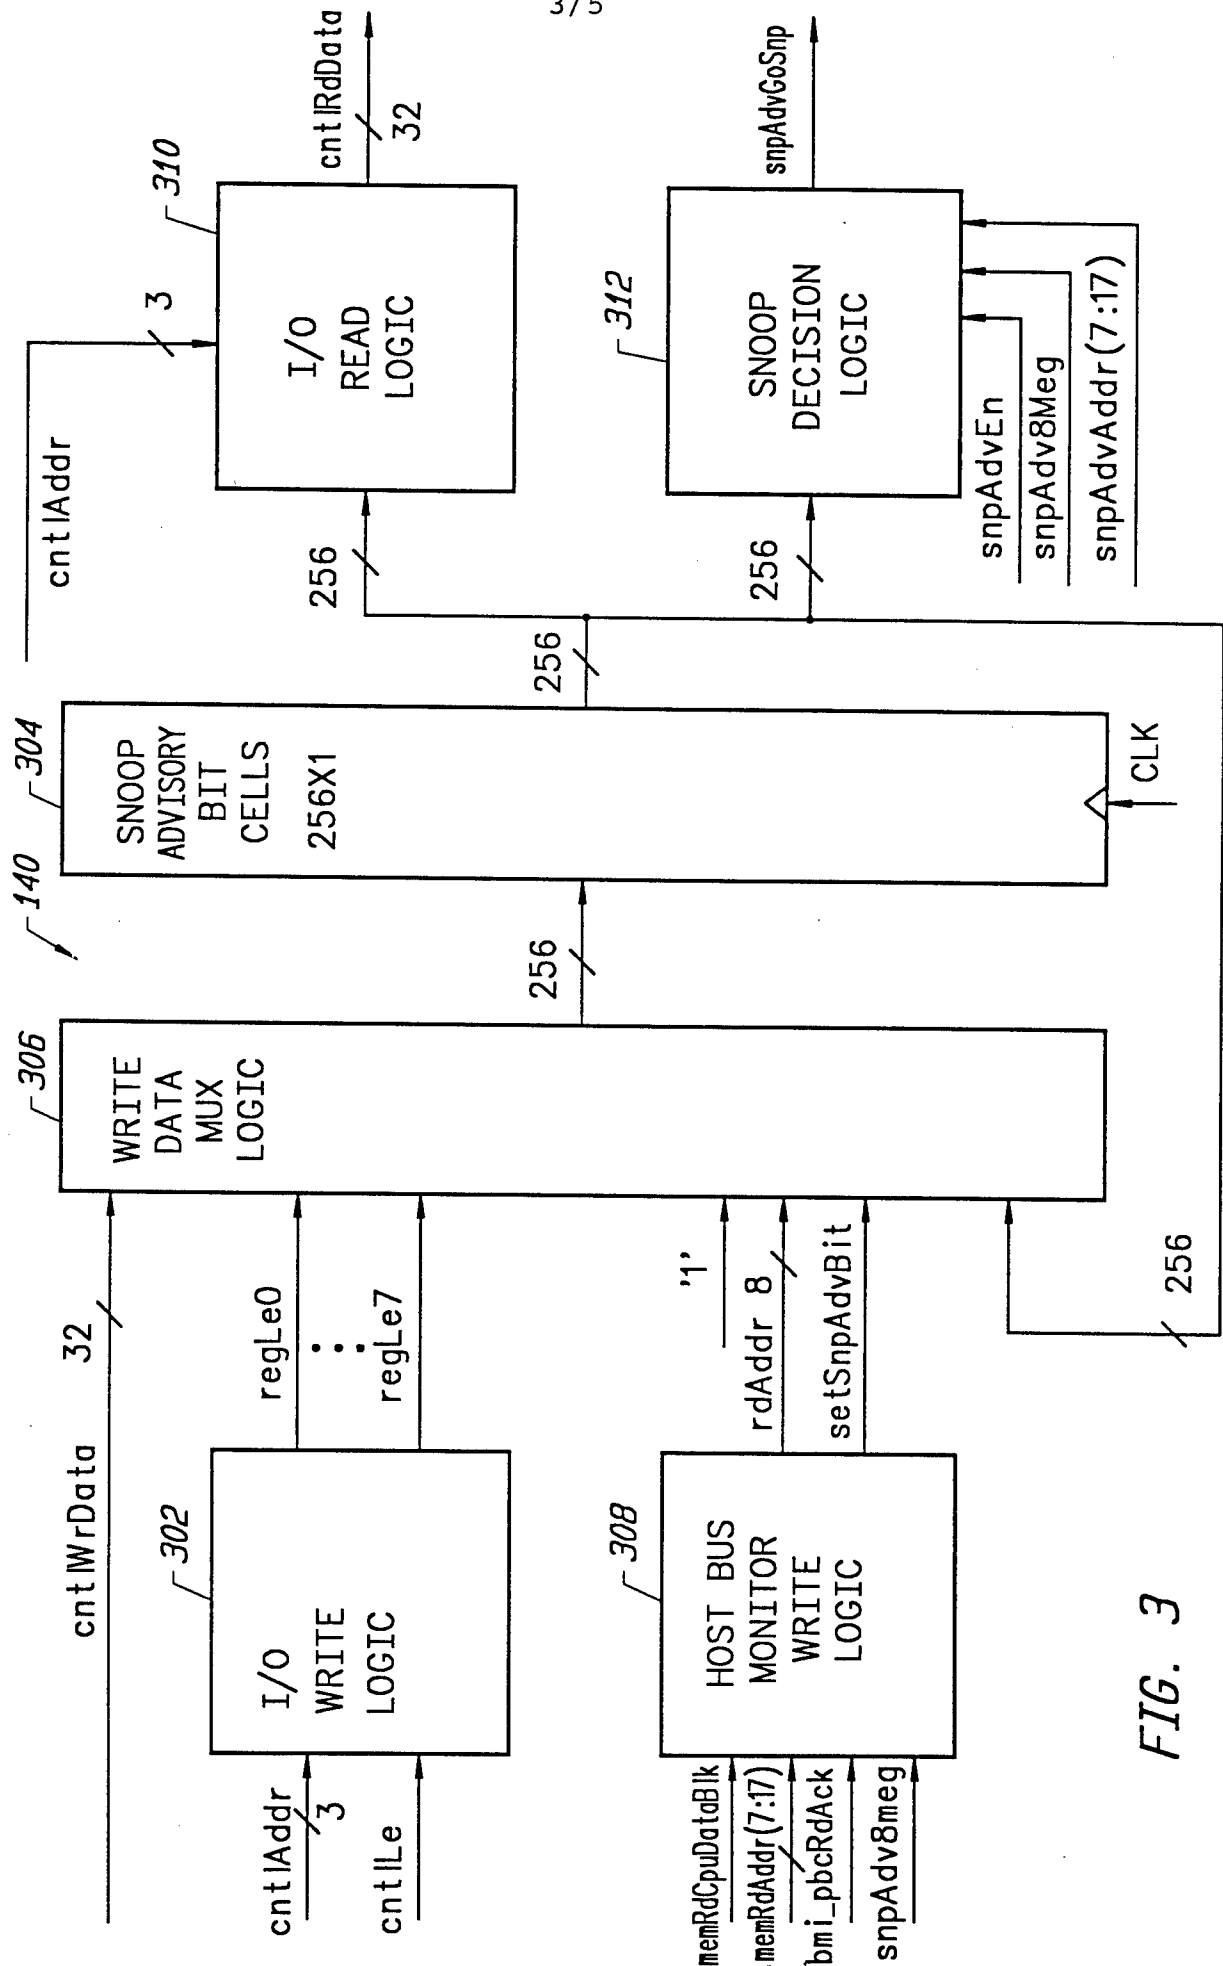 3/5
cntlWrData
32
306
WRITE
DATA
MUX
LOGIC
140
304
SNOOP
ADVISORY
BIT
CELLS
256X1
cntlAddr
3
310
I/O
READ
LOGIC
cntlRdData
32
302
I/O
WRITE
LOGIC
cntlAddr
3
cntlLe
regLe0
regLe7
256
256
256
256
'1'
rdAddr 8
setSnpAdvBit
308
HOST BUS
MONITOR
WRITE
LOGIC
memRdCpuDataBlk
memRdAddr(7:17)
bmi_pbcRdAck
snpAdv8meg
312
SNOOP
DECISION
LOGIC
snpAdvGoSnp
snpAdvEn
snpAdv8Meg
snpAdvAddr(7:17)
CLK
256
FIG. 3